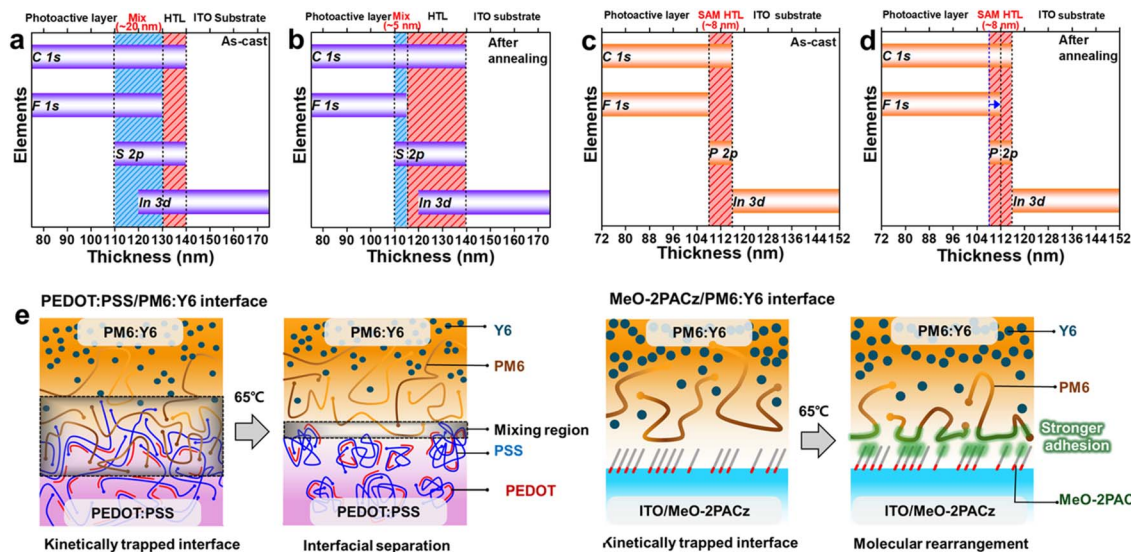 Photoactive layer Mix (~20 nm) HTL ITO Substrate
a
As-cast
C 1s
F 1s
S 2p
In 3d
Elements
80 90 100 110 120 130 140 150 160 170
Thickness (nm)
Photoactive layer Mix (~5 nm) HTL ITO substrate
b
After annealing
C 1s
F 1s
S 2p
In 3d
Elements
80 90 100 110 120 130 140 150 160 170
Thickness (nm)
Photoactive layer SAM HTL (~8 nm) ITO substrate
c
As-cast
C 1s
F 1s
P 2p
In 3d
Elements
72 80 88 96 104 112 120 128 136 144 152
Thickness (nm)
Photoactive layer SAM HTL (~8 nm) ITO substrate
d
After annealing
C 1s
F 1s
P 2p
In 3d
Elements
72 80 88 96 104 112 120 128 136 144 152
Thickness (nm)
e
PEDOT:PSS/PM6:Y6 interface
PM6:Y6
65℃
PM6:Y6
Y6
PM6
Mixing region
PSS
PEDOT
PEDOT:PSS
PEDOT:PSS
Kinetically trapped interface
Interfacial separation
MeO-2PACz/PM6:Y6 interface
PM6:Y6
65℃
PM6:Y6
Y6
PM6
Stronger adhesion
MeO-2PAC
ITO/MeO-2PACz
ITO/MeO-2PACz
Kinetically trapped interface
Molecular rearrangement